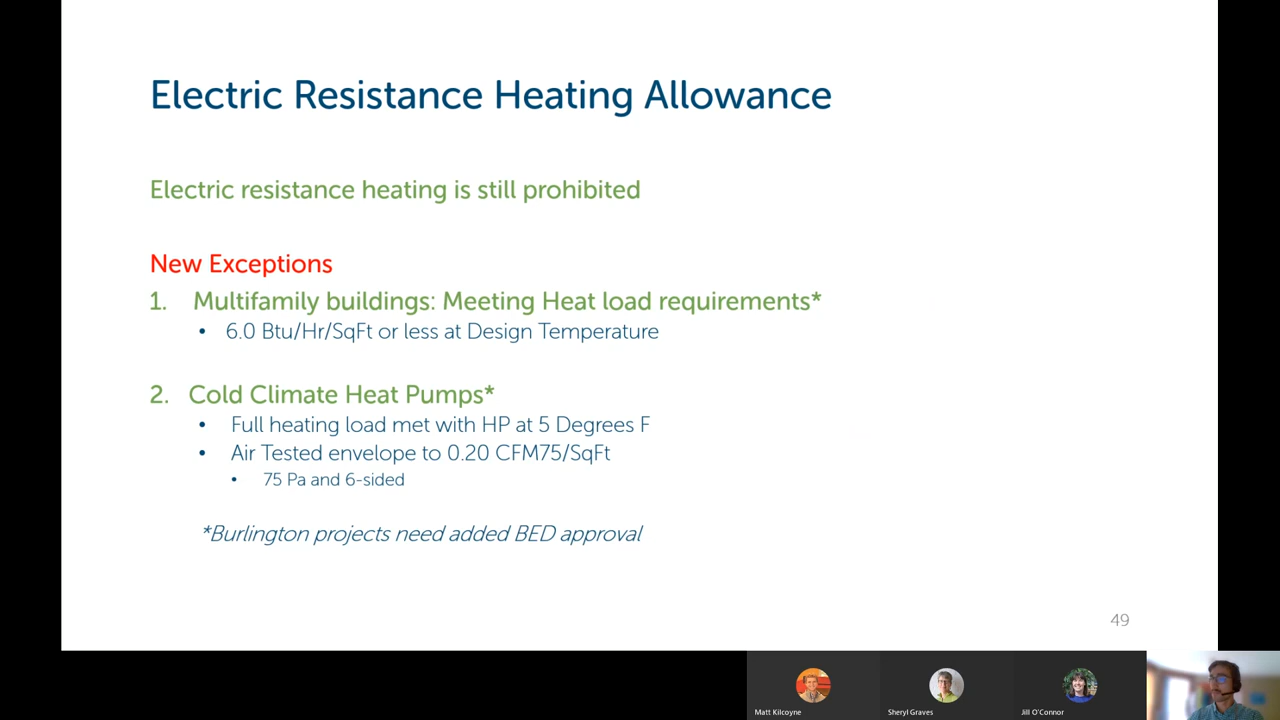 Electric Resistance Heating Allowance
Electric resistance heating is still prohibited
New Exceptions
1. Multifamily buildings: Meeting Heat load requirements*
• 6.0 Btu/Hr/SqFt or less at Design Temperature
2. Cold Climate Heat Pumps*
• Full heating load met with HP at 5 Degrees F
• Air Tested envelope to 0.20 CFM75/SqFt
• 75 Pa and 6-sided
*Burlington projects need added BED approval
49
Matt Kilcoyne
Sheryl Graves
Jill O'Connor